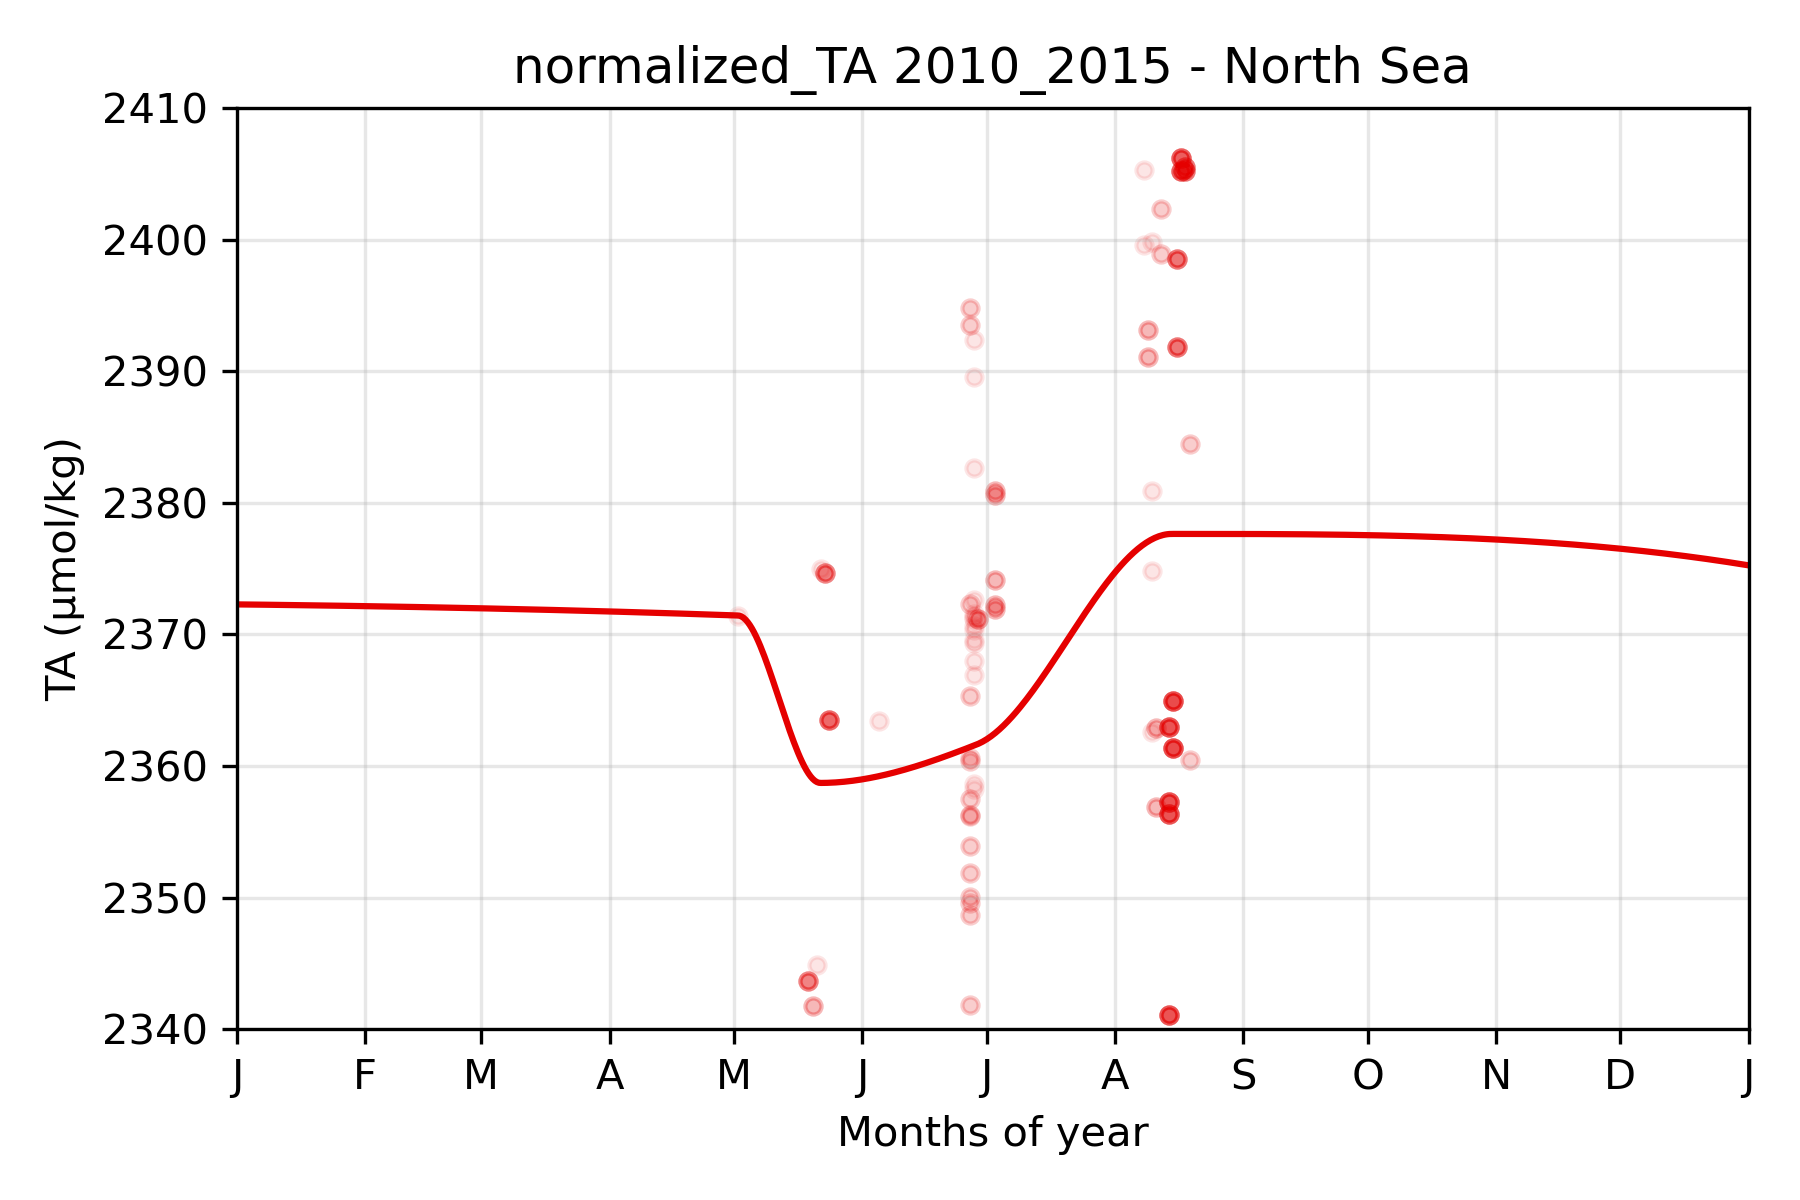 normalized_TA 2010_2015 - North Sea
TA (µmol/kg)
2410
2400
2390
2380
2370
2360
2350
2340
J F M A M J J A S O N D J
Months of year